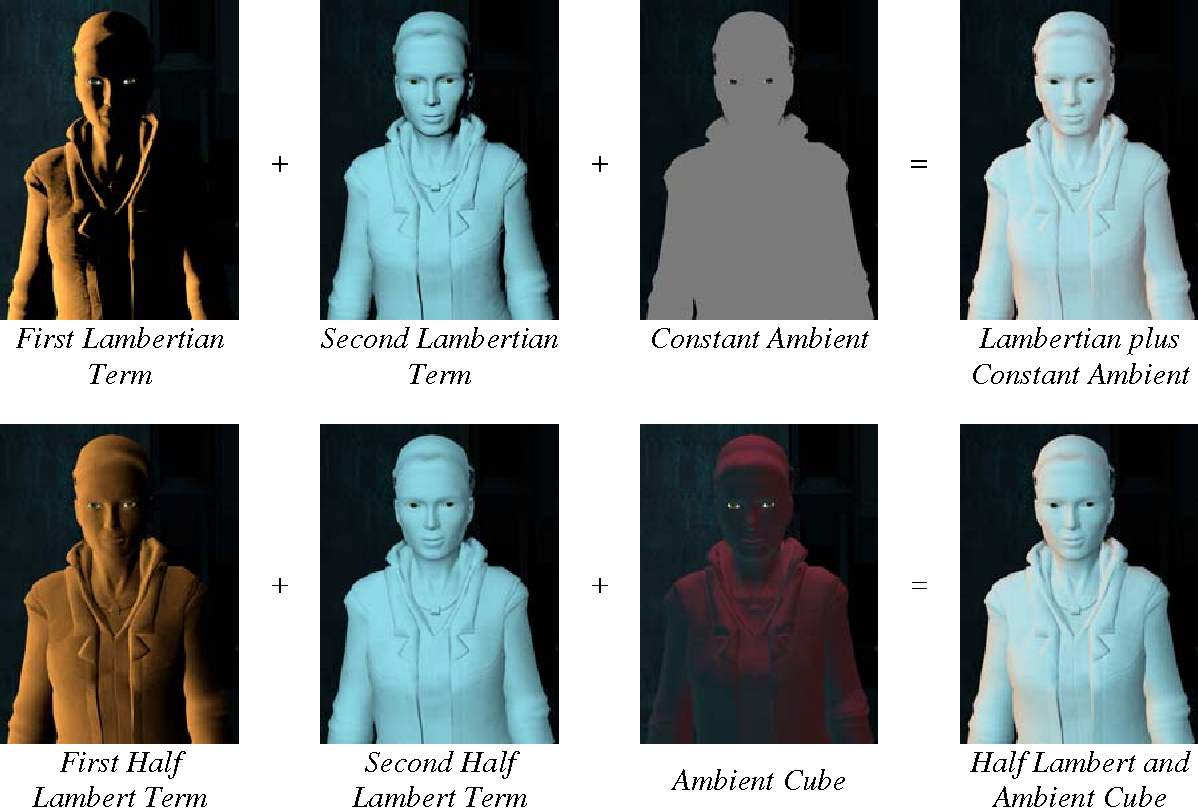 + + =
First Lambertian
Term
Second Lambertian
Term
Constant Ambient
Lambertian plus
Constant Ambient
+ + =
First Half
Lambert Term
Second Half
Lambert Term
Ambient Cube
Half Lambert and
Ambient Cube